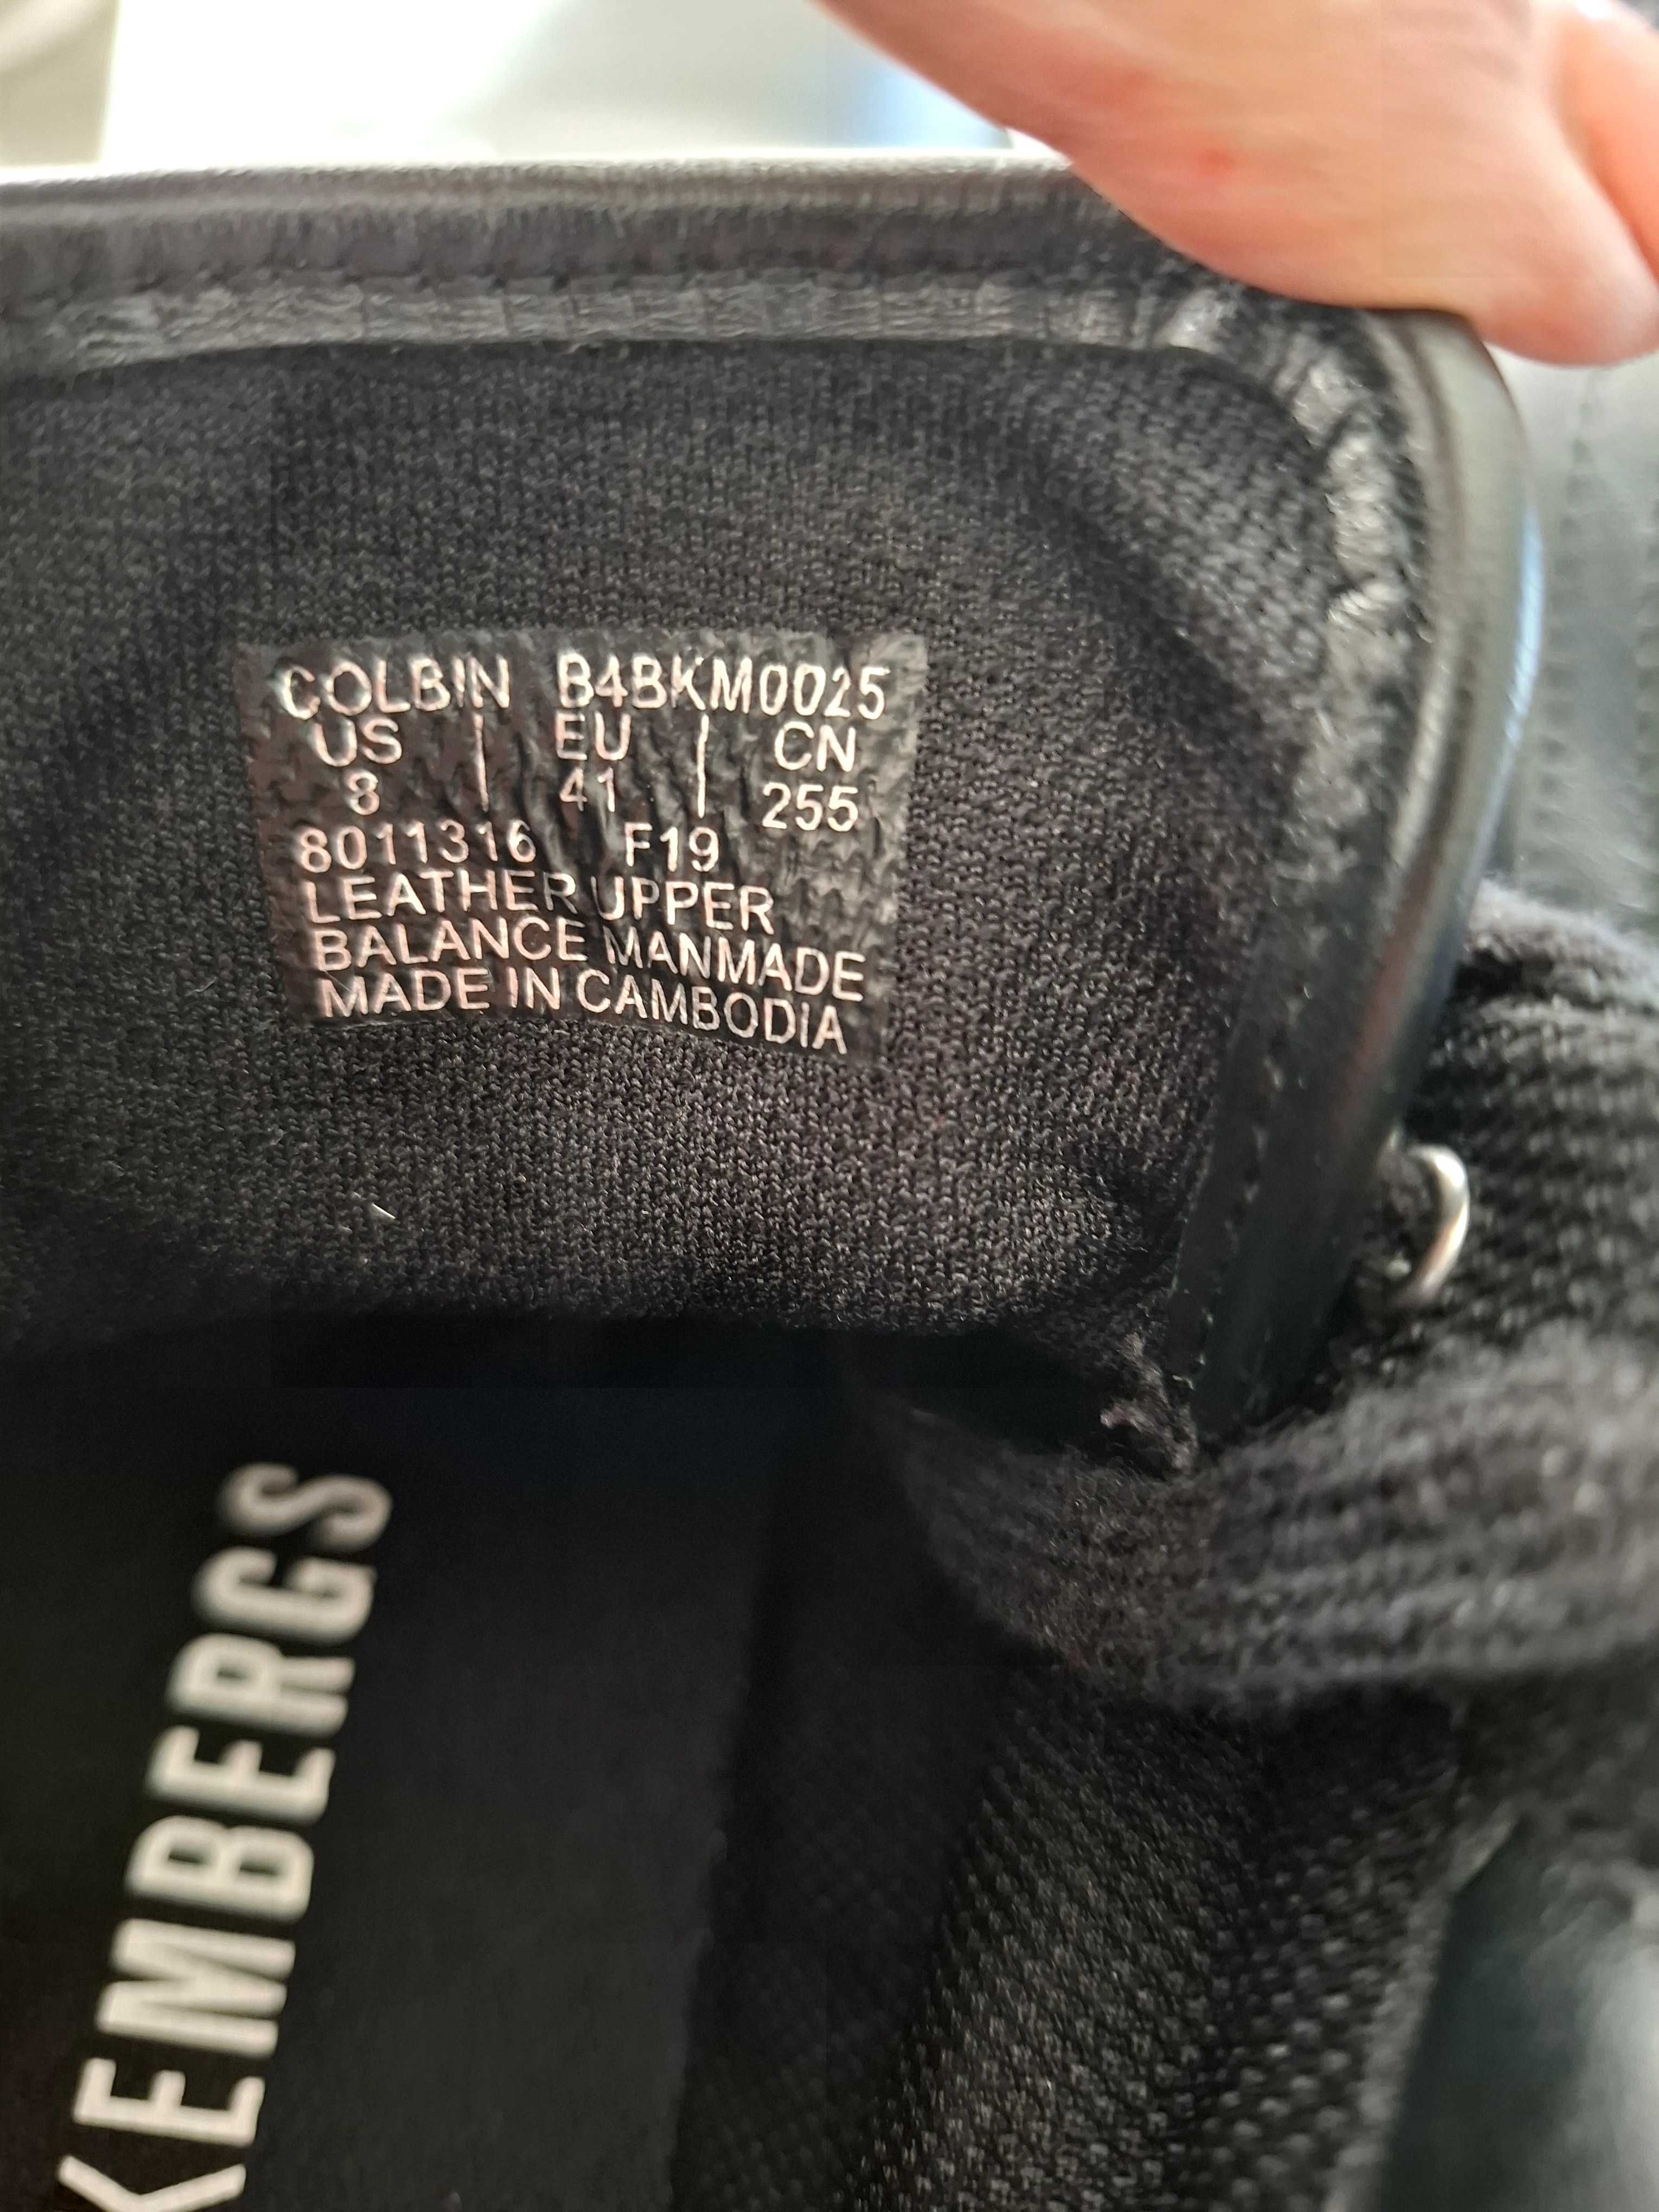 COLBIN B4BKM0025
US | EU | CN
8 | 41 | 255
8011316 F19
LEATHER UPPER
BALANCE MANMADE
MADE IN CAMBODIA
KEMBERGS